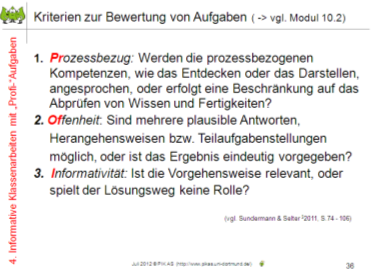 Kriterien zur Bewertung von Aufgaben ( -> vgl. Modul 10.2)
4. Informative Klassenarbeiten mit „Profi-“Aufgaben
1. Prozessbezug: Werden die prozessbezogenen
Kompetenzen, wie das Entdecken oder das Darstellen,
angesprochen, oder erfolgt eine Beschränkung auf das
Abprüfen von Wissen und Fertigkeiten?
2. Offenheit: Sind mehrere plausible Antworten,
Herangehensweisen bzw. Teilaufgabenstellungen
möglich, oder ist das Ergebnis eindeutig vorgegeben?
3. Informativität: Ist die Vorgehensweise relevant, oder
spielt der Lösungsweg keine Rolle?
(vgl. Sundermann & Selter ²2011, S.74 - 106)
Juli 2012 © PIK AS (http://www.pikas.uni-dortmund.de/)
36